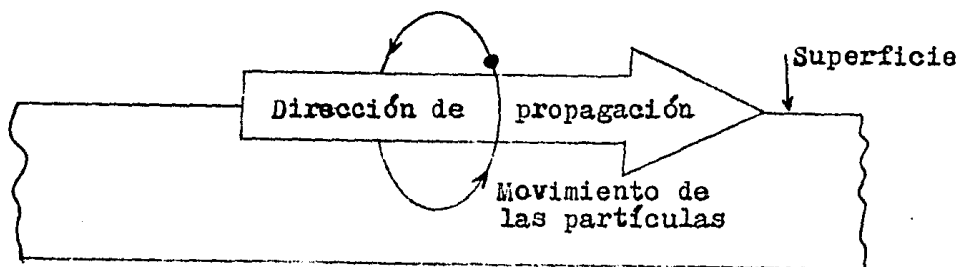 Superficie
Dirección de propagación
Movimiento de
las partículas